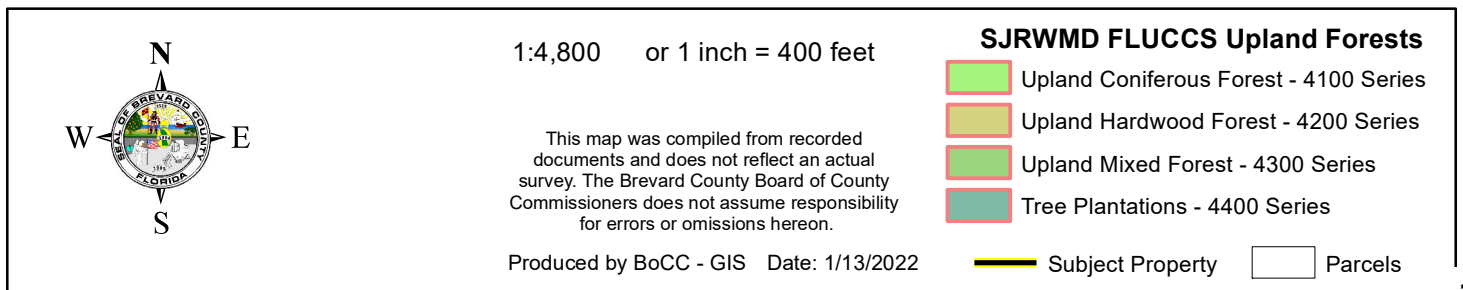 N
W
E
S
SEAL OF BREVARD COUNTY
FLORIDA
1:4,800 or 1 inch = 400 feet
This map was compiled from recorded
documents and does not reflect an actual
survey. The Brevard County Board of County
Commissioners does not assume responsibility
for errors or omissions hereon.
Produced by BoCC - GIS Date: 1/13/2022
SJRWMD FLUCCS Upland Forests
Upland Coniferous Forest - 4100 Series
Upland Hardwood Forest - 4200 Series
Upland Mixed Forest - 4300 Series
Tree Plantations - 4400 Series
Subject Property
Parcels